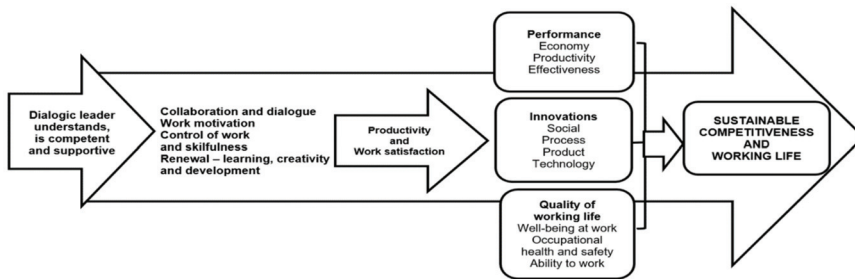 Dialogic leader
understands,
is competent
and supportive
Collaboration and dialogue
Work motivation
Control of work
and skilfulness
Renewal – learning, creativity
and development
Productivity
and
Work satisfaction
Performance
Economy
Productivity
Effectiveness
Innovations
Social
Process
Product
Technology
Quality of
working life
Well-being at work
Occupational
health and safety
Ability to work
SUSTAINABLE
COMPETITIVENESS
AND
WORKING LIFE